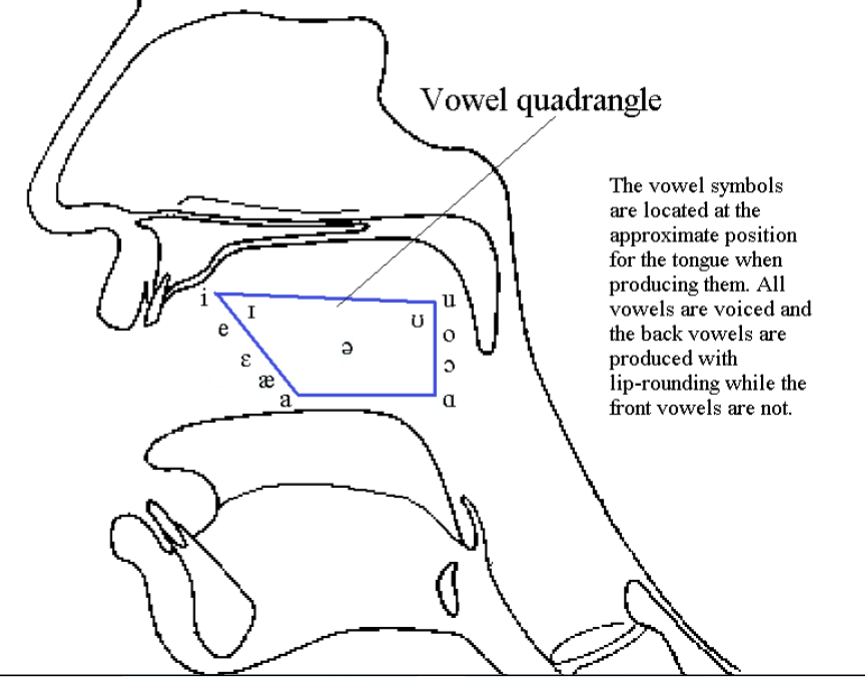 Vowel quadrangle
The vowel symbols
are located at the
approximate position
for the tongue when
producing them. All
vowels are voiced and
the back vowels are
produced with
lip-rounding while the
front vowels are not.
i u
ɪ ʊ
e o
ə
ɛ ɔ
æ
a ɑ